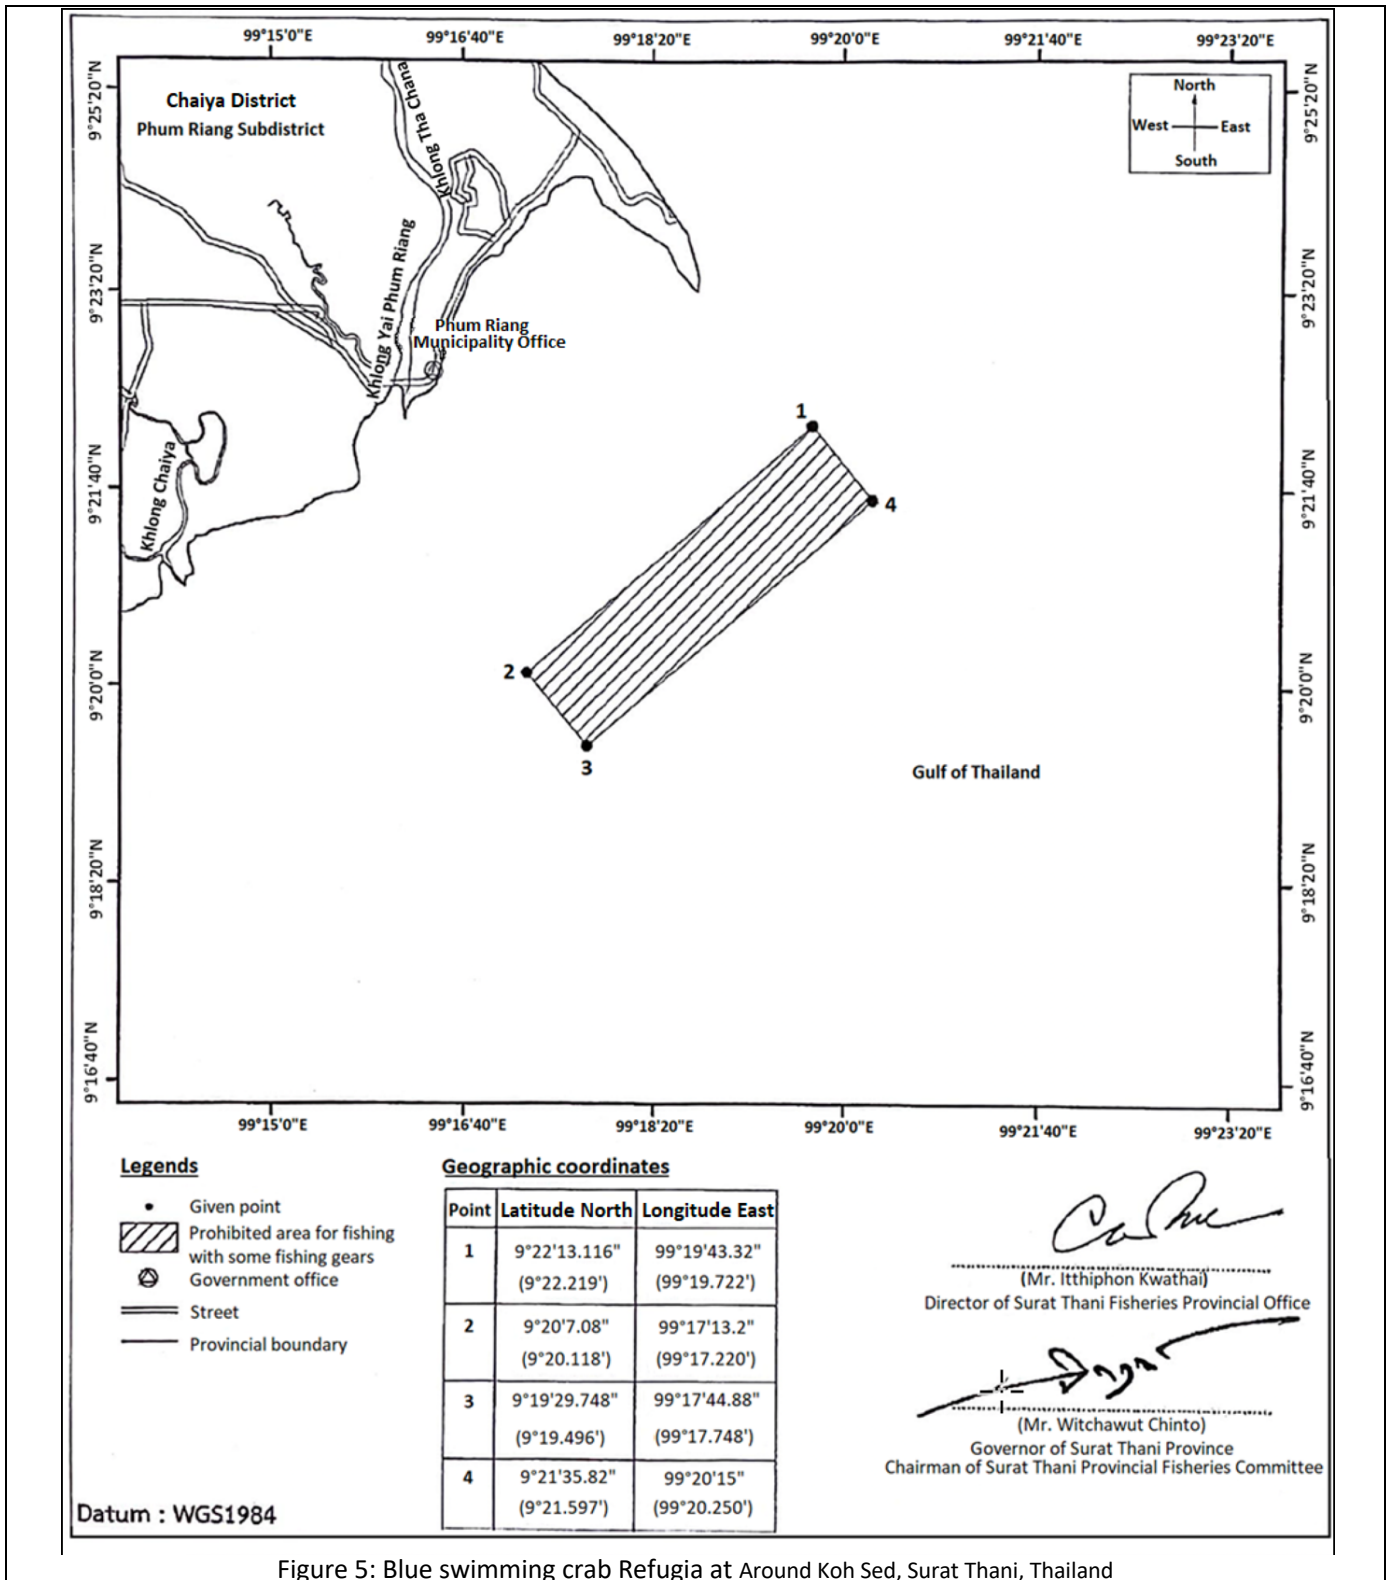 99°15'0"E 99°16'40"E 99°18'20"E 99°20'0"E 99°21'40"E 99°23'20"E
9°25'20"N
9°23'20"N
9°21'40"N
9°20'0"N
9°18'20"N
9°16'40"N
Chaiya District
Phum Riang Subdistrict
Khlong Tha Chana
North
West East
South
Khlong Yai Phum Riang
Phum Riang
Municipality Office
Khlong Chaiya
1
4
2
3
Gulf of Thailand
9°25'20"N
9°23'20"N
9°21'40"N
9°20'0"N
9°18'20"N
9°16'40"N
99°15'0"E 99°16'40"E 99°18'20"E 99°20'0"E 99°21'40"E 99°23'20"E
Legends
Given point
Prohibited area for fishing
with some fishing gears
Government office
Street
Provincial boundary
Geographic coordinates
Point Latitude North Longitude East
1 9°22'13.116" 99°19'43.32"
(9°22.219') (99°19.722')
2 9°20'7.08" 99°17'13.2"
(9°20.118') (99°17.220')
3 9°19'29.748" 99°17'44.88"
(9°19.496') (99°17.748')
4 9°21'35.82" 99°20'15"
(9°21.597') (99°20.250')
(Mr. Itthiphon Kwathai)
Director of Surat Thani Fisheries Provincial Office
(Mr. Witchawut Chinto)
Governor of Surat Thani Province
Chairman of Surat Thani Provincial Fisheries Committee
Datum : WGS1984
Figure 5: Blue swimming crab Refugia at Around Koh Sed, Surat Thani, Thailand